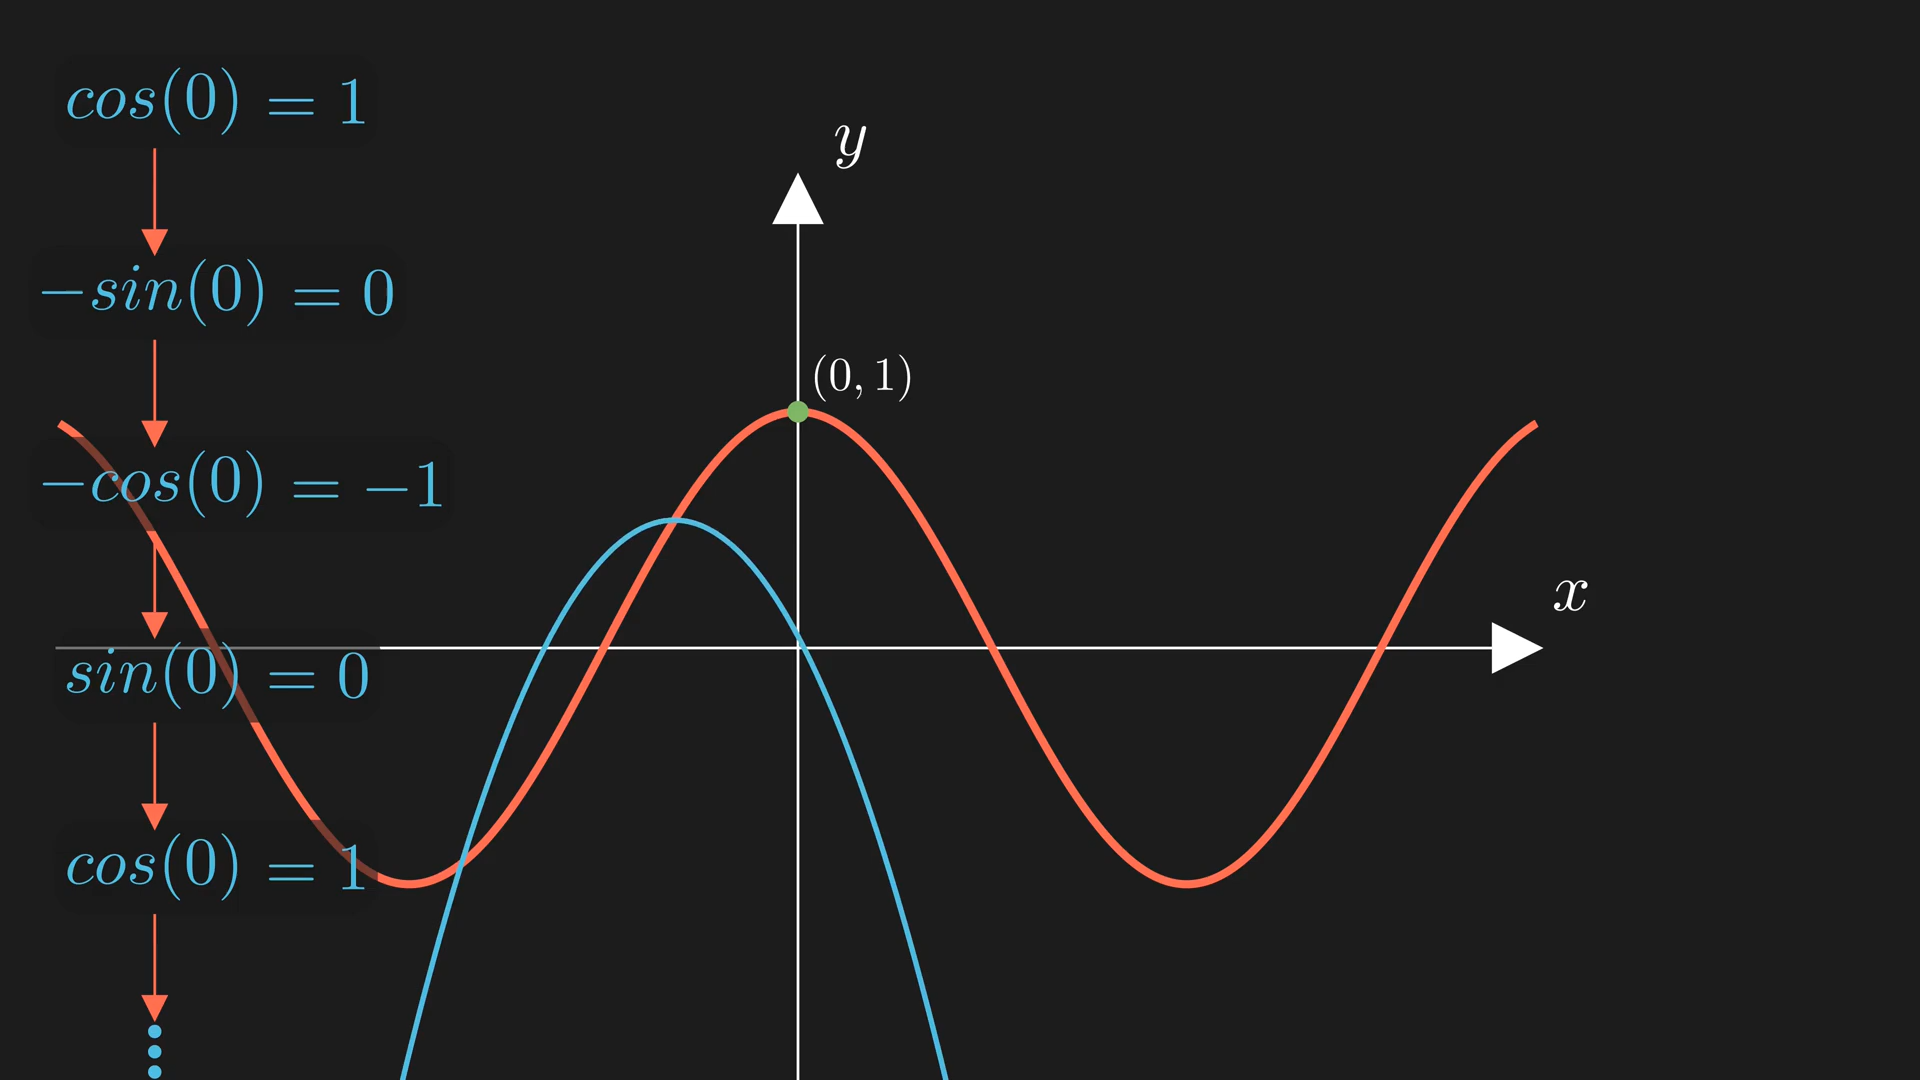 cos(0) = 1
y
−sin(0) = 0
(0, 1)
−cos(0) = −1
x
sin(0) = 0
cos(0) = 1